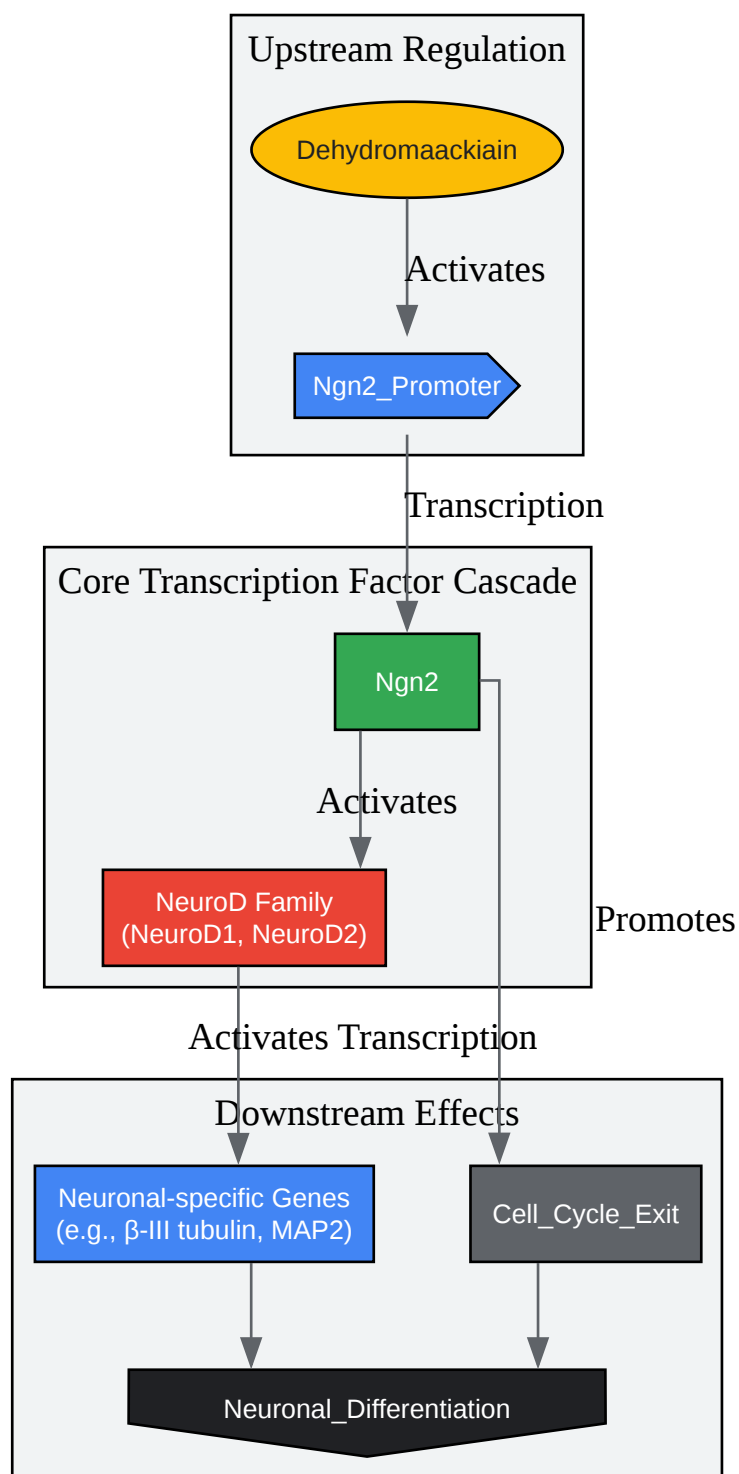 Upstream Regulation
Dehydromaackiain
Activates
Ngn2_Promoter
Transcription
Core Transcription Factor Cascade
Ngn2
Activates
NeuroD Family
(NeuroD1, NeuroD2)
Promotes
Activates Transcription
Downstream Effects
Neuronal-specific Genes
(e.g., β-III tubulin, MAP2)
Cell_Cycle_Exit
Neuronal_Differentiation